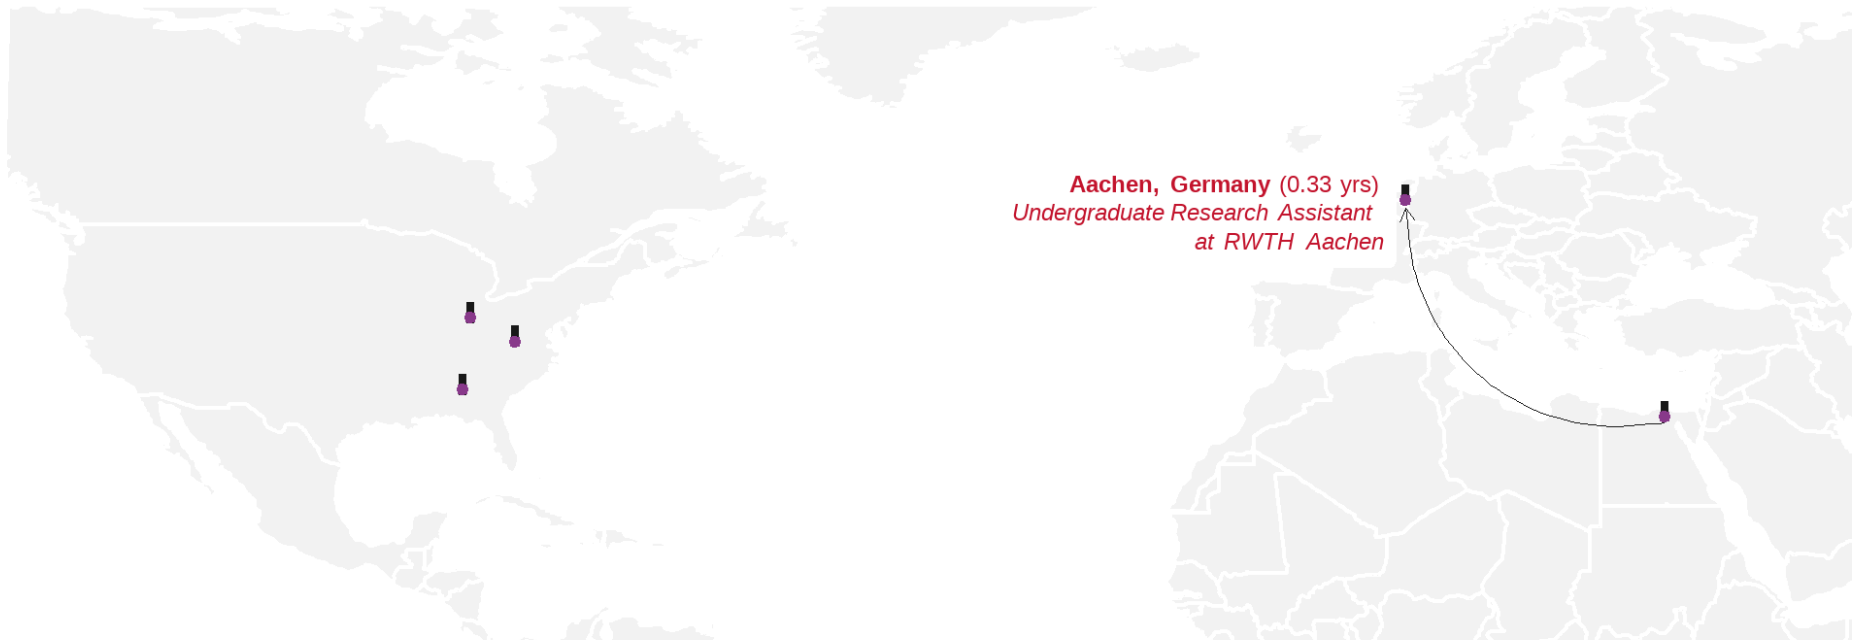 Aachen, Germany (0.33 yrs)
Undergraduate Research Assistant
at RWTH Aachen